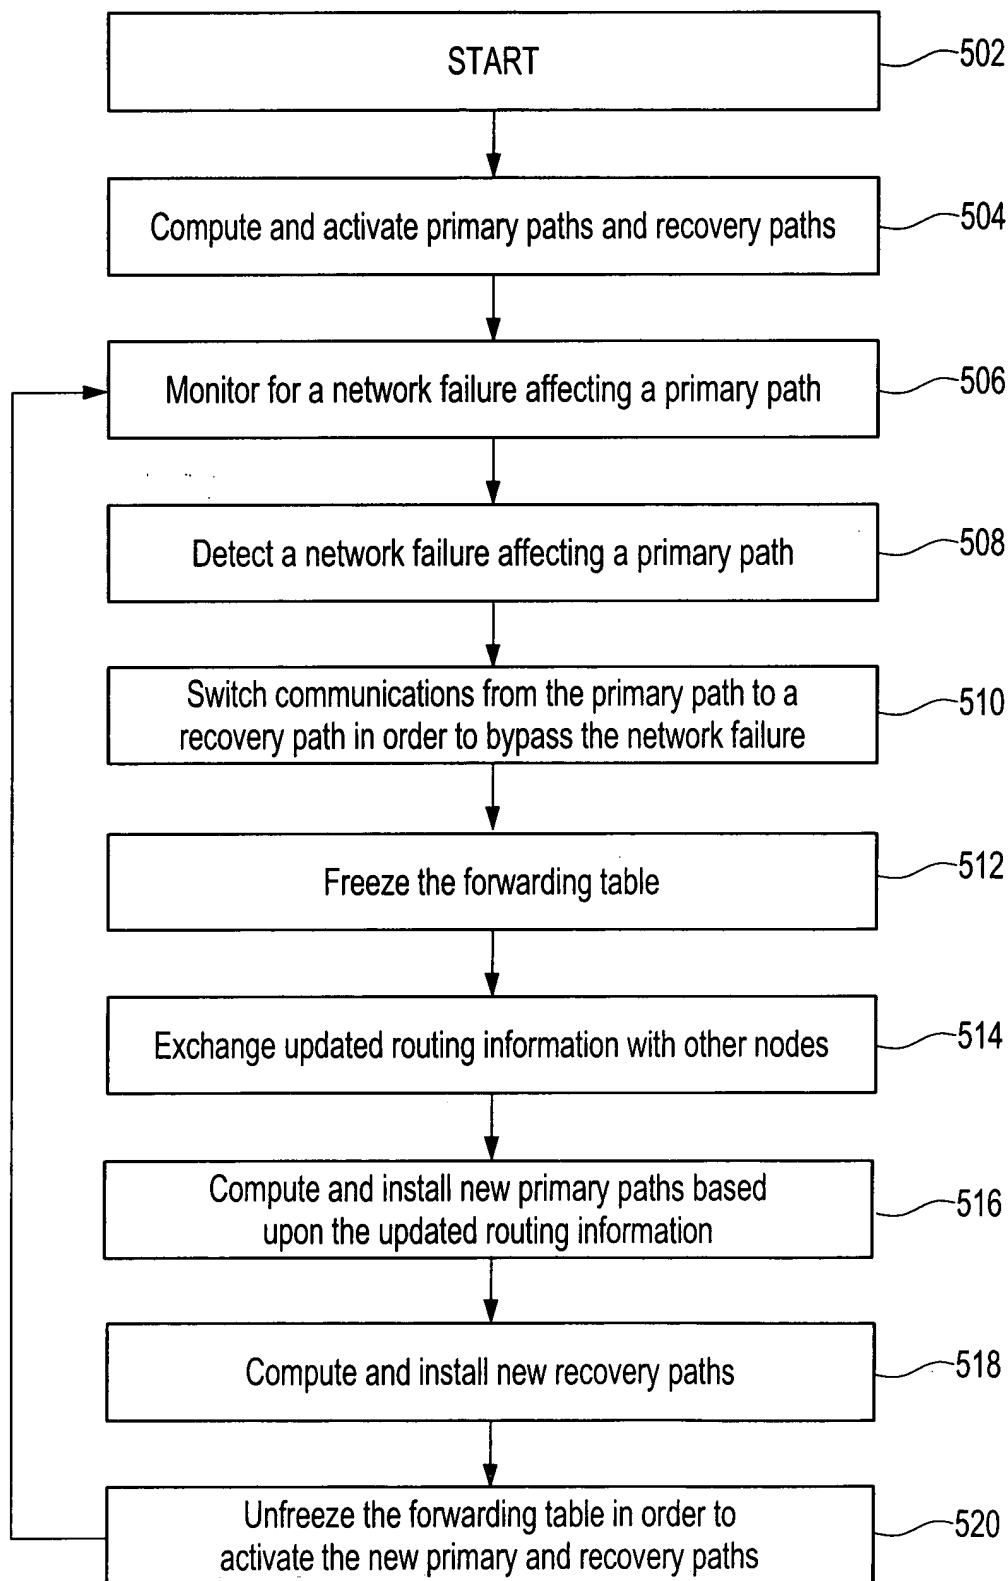 START
502
Compute and activate primary paths and recovery paths
504
Monitor for a network failure affecting a primary path
506
Detect a network failure affecting a primary path
508
Switch communications from the primary path to a
recovery path in order to bypass the network failure
510
Freeze the forwarding table
512
Exchange updated routing information with other nodes
514
Compute and install new primary paths based
upon the updated routing information
516
Compute and install new recovery paths
518
Unfreeze the forwarding table in order to
activate the new primary and recovery paths
520